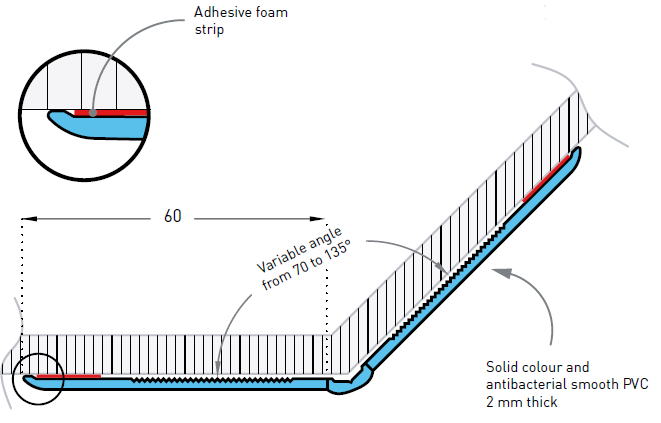 Adhesive foam
strip
60
Variable angle
from 70 to 135°
Solid colour and
antibacterial smooth PVC
2 mm thick